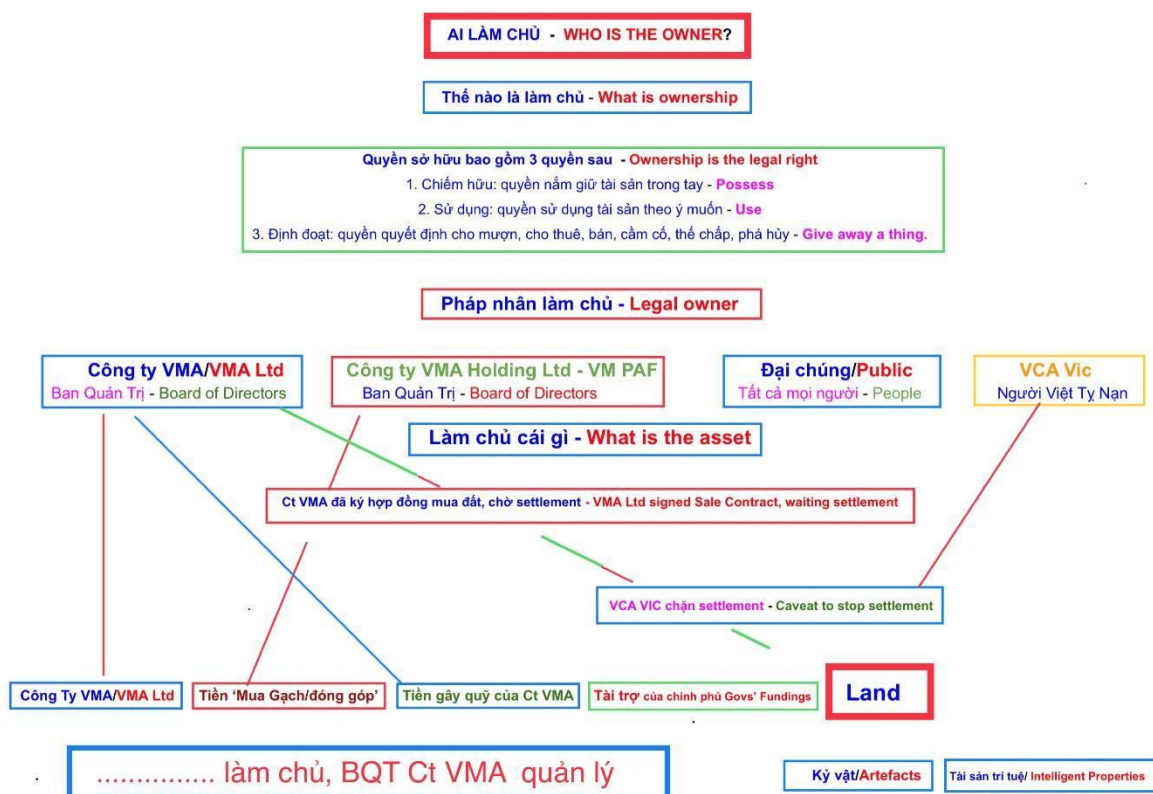 AI LÀM CHỦ - WHO IS THE OWNER?
Thế nào là làm chủ - What is ownership
Quyền sở hữu bao gồm 3 quyền sau - Ownership is the legal right
1. Chiếm hữu: quyền nắm giữ tài sản trong tay - Possess
2. Sử dụng: quyền sử dụng tài sản theo ý muốn - Use
3. Định đoạt: quyền quyết định cho mượn, cho thuê, bán, cầm cố, thế chấp, phá hủy - Give away a thing.
Pháp nhân làm chủ - Legal owner
Công ty VMA/VMA Ltd
Ban Quản Trị - Board of Directors
Công ty VMA Holding Ltd - VM PAF
Ban Quản Trị - Board of Directors
Đại chúng/Public
Tất cả mọi người - People
VCA Vic
Người Việt Tỵ Nạn
Làm chủ cái gì - What is the asset
Ct VMA đã ký hợp đồng mua đất, chờ settlement - VMA Ltd signed Sale Contract, waiting settlement
VCA VIC chặn settlement - Caveat to stop settlement
Công Ty VMA/VMA Ltd
Tiền ‘Mua Gạch/đóng góp’
Tiền gây quỹ của Ct VMA
Tài trợ của chính phủ Govs’ Fundings
Land
............... làm chủ, BQT Ct VMA quản lý
Kỷ vật/Artefacts
Tài sản trí tuệ/ Intelligent Properties